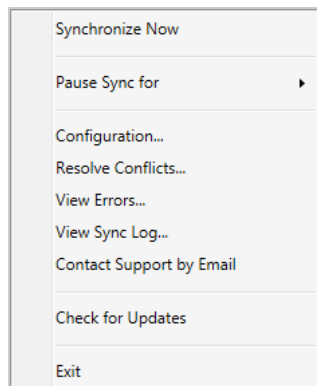 Synchronize Now
Pause Sync for
Configuration...
Resolve Conflicts...
View Errors...
View Sync Log...
Contact Support by Email
Check for Updates
Exit